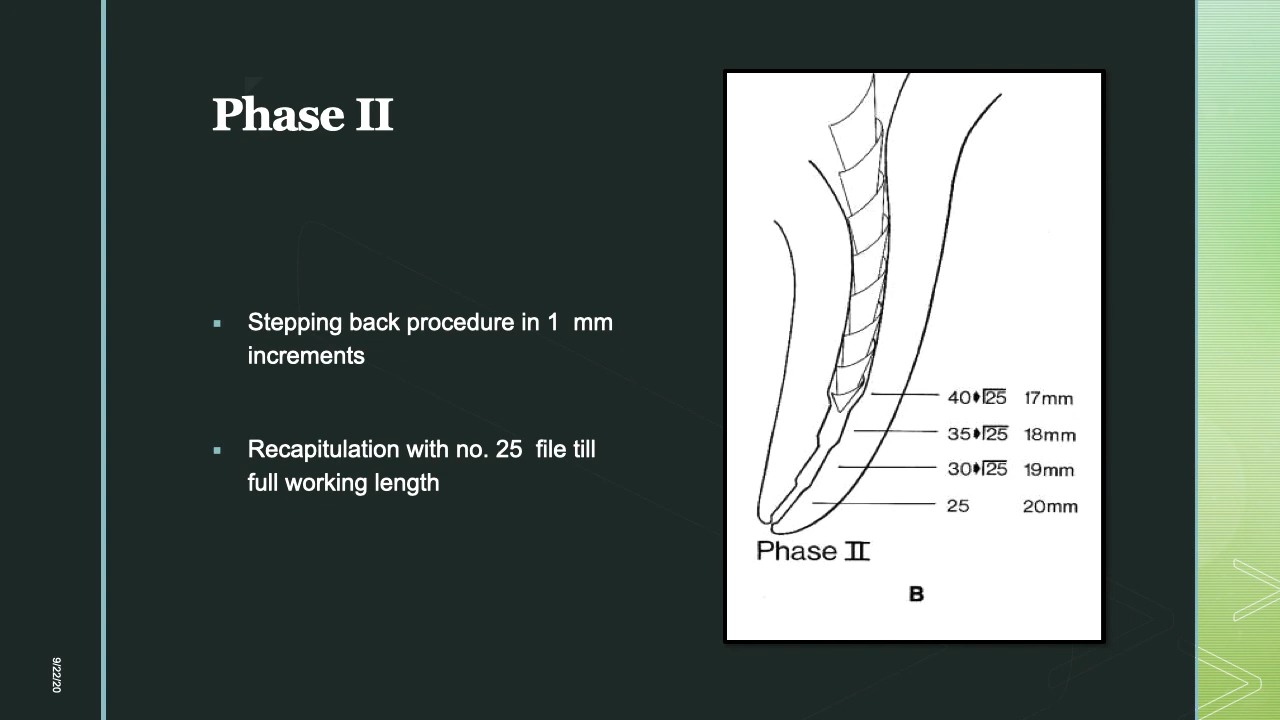 Phase II
Stepping back procedure in 1 mm
increments
Recapitulation with no. 25 file till
full working length
40➧25 17mm
35➧25 18mm
30➧25 19mm
25 20mm
Phase II
B
9/22/20